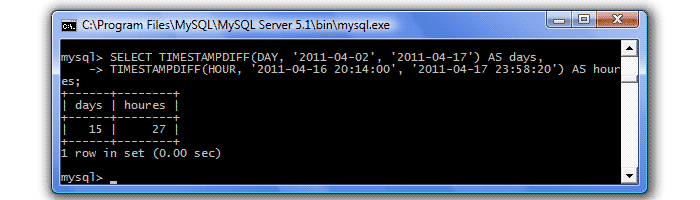 C:\Program Files\MySQL\MySQL Server 5.1\bin\mysql.exe
mysql> SELECT TIMESTAMPDIFF(DAY, '2011-04-02', '2011-04-17') AS days,
    -> TIMESTAMPDIFF(HOUR, '2011-04-16 20:14:00', '2011-04-17 23:58:20') AS hour
es;
+------+--------+
| days | houres |
+------+--------+
|   15 |     27 |
+------+--------+
1 row in set (0.00 sec)
mysql> _